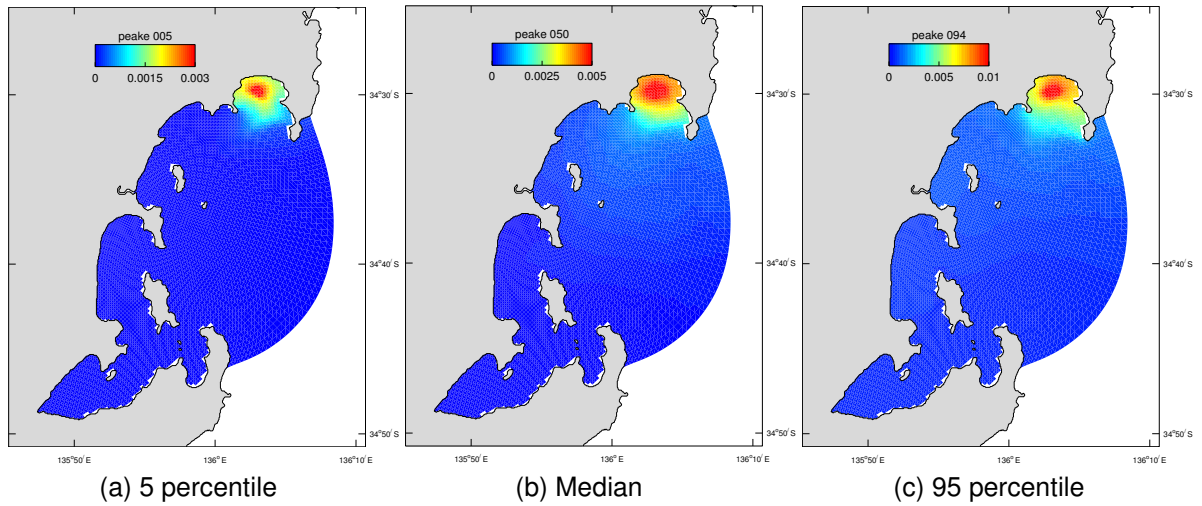 peake 005
0 0.0015 0.003
34°30' S
34°40' S
34°50' S
135°50' E 136° E 136°10' E
(a) 5 percentile
peake 050
0 0.0025 0.005
34°30' S
34°40' S
34°50' S
135°50' E 136° E 136°10' E
(b) Median
peake 094
0 0.005 0.01
34°30' S
34°40' S
34°50' S
135°50' E 136° E 136°10' E
(c) 95 percentile